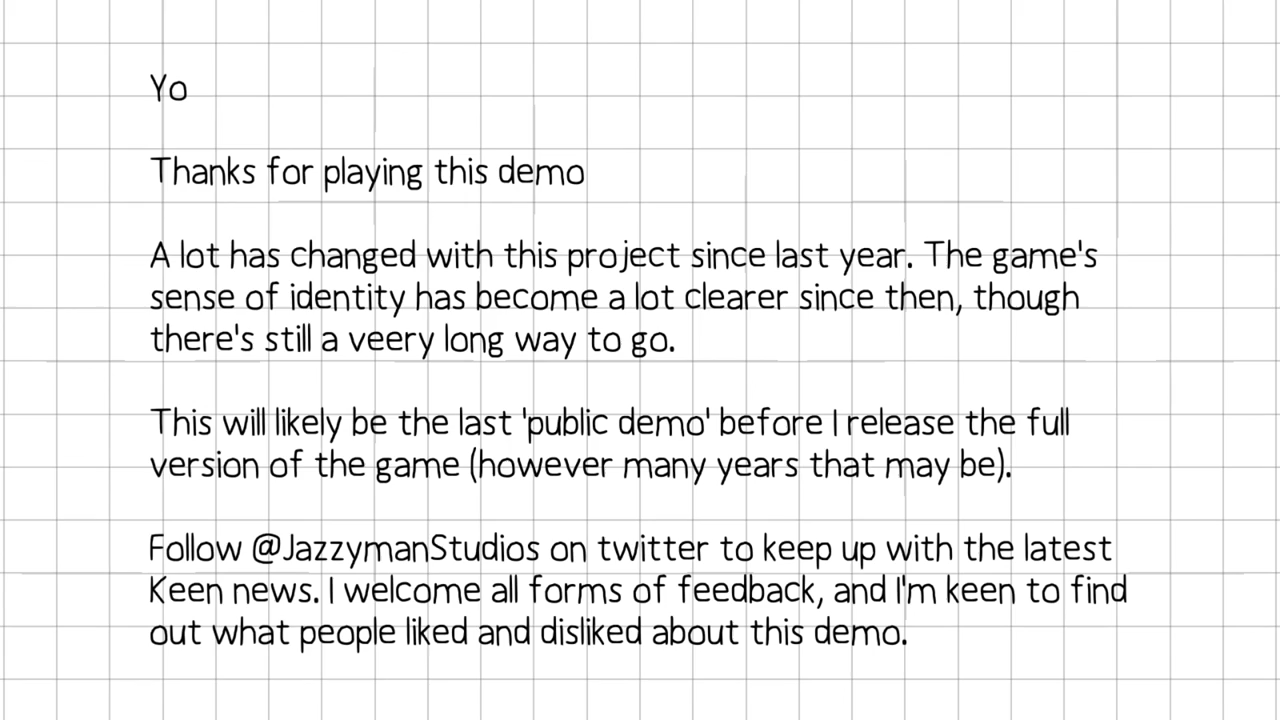 Yo
Thanks for playing this demo
A lot has changed with this project since last year. The game's
sense of identity has become a lot clearer since then, though
there's still a veery long way to go.
This will likely be the last 'public demo' before I release the full
version of the game (however many years that may be).
Follow @JazzymanStudios on twitter to keep up with the latest
Keen news. I welcome all forms of feedback, and I'm keen to find
out what people liked and disliked about this demo.